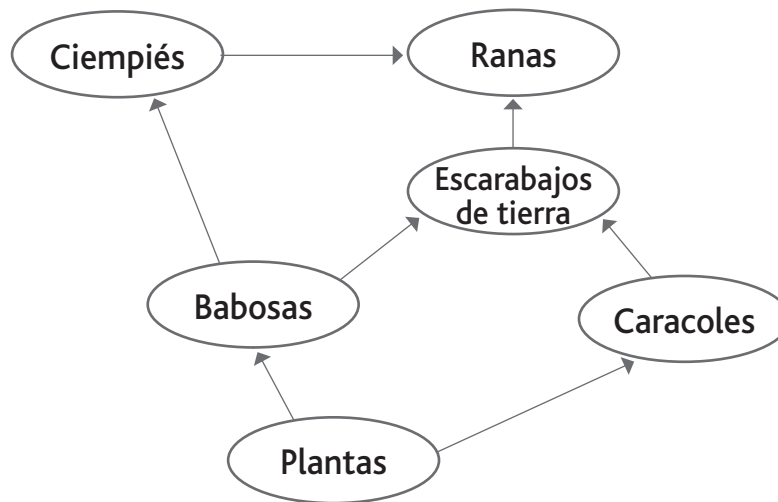 Ciempiés
Ranas
Escarabajos
de tierra
Babosas
Caracoles
Plantas